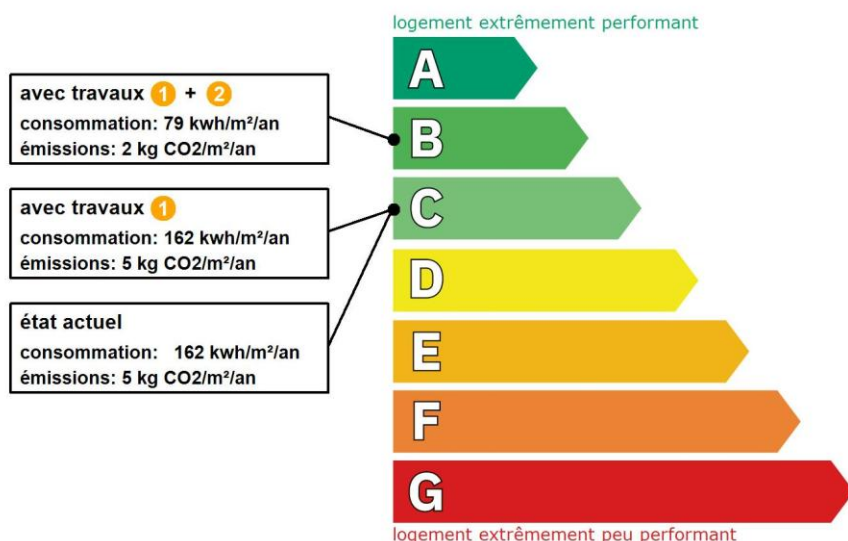 logement extrêmement performant
A
avec travaux 1 + 2
consommation: 79 kwh/m²/an
émissions: 2 kg CO2/m²/an
B
avec travaux 1
consommation: 162 kwh/m²/an
émissions: 5 kg CO2/m²/an
C
D
état actuel
consommation: 162 kwh/m²/an
émissions: 5 kg CO2/m²/an
E
F
G
logement extrêmement peu performant